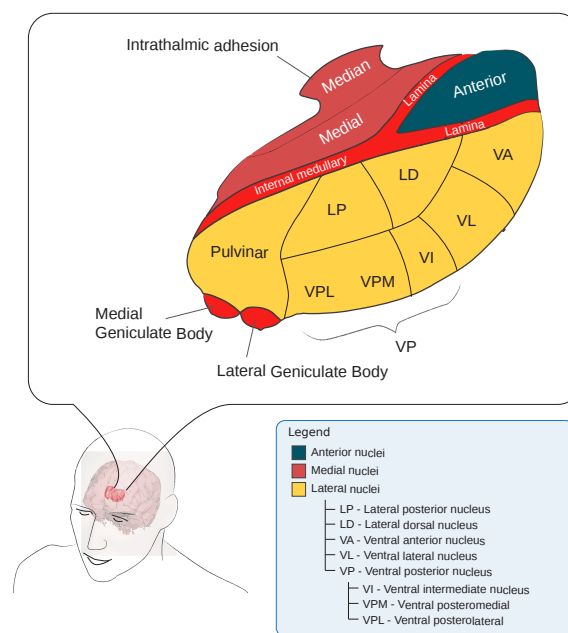 Intrathalmic adhesion
Median
Lamina
Anterior
Medial
Lamina
Internal medullary
VA
LD
LP
VL
Pulvinar
VI
VPM
VPL
Medial
Geniculate Body
VP
Lateral Geniculate Body
Legend
Anterior nuclei
Medial nuclei
Lateral nuclei
LP - Lateral posterior nucleus
LD - Lateral dorsal nucleus
VA - Ventral anterior nucleus
VL - Ventral lateral nucleus
VP - Ventral posterior nucleus
VI - Ventral intermediate nucleus
VPM - Ventral posteromedial
VPL - Ventral posterolateral